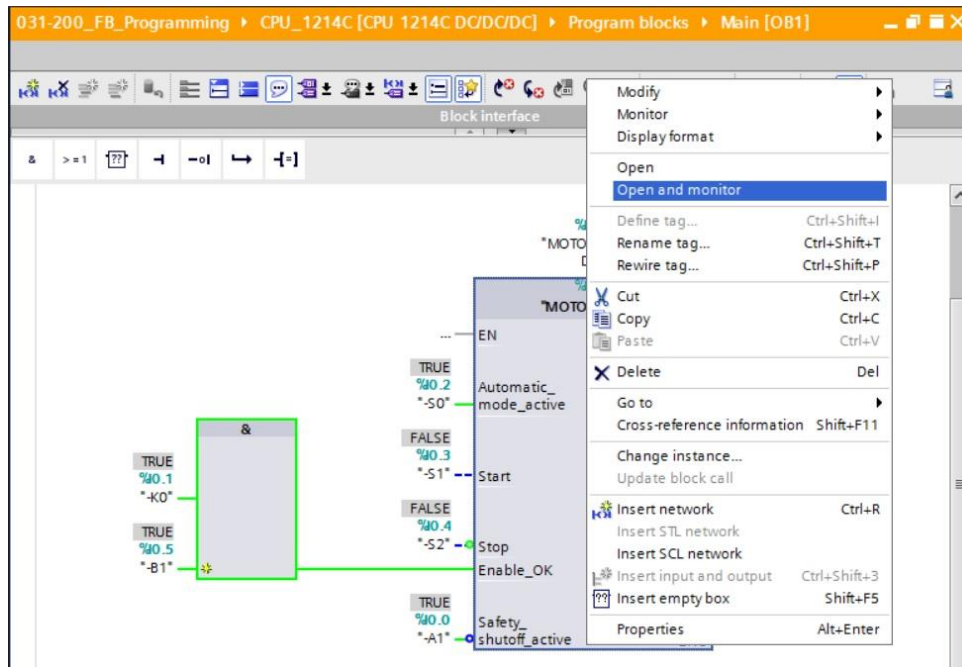 031-200_FB_Programming ▸ CPU_1214C [CPU 1214C DC/DC/DC] ▸ Program blocks ▸ Main [OB1]
Block interface
& >=1 ?? -o| -[=]
Modify
Monitor
Display format
Open
Open and monitor
Define tag... Ctrl+Shift+I
Rename tag... Ctrl+Shift+T
Rewire tag... Ctrl+Shift+P
Cut Ctrl+X
Copy Ctrl+C
Paste Ctrl+V
Delete Del
Go to
Cross-reference information Shift+F11
Change instance...
Update block call
Insert network Ctrl+R
Insert STL network
Insert SCL network
Insert input and output Ctrl+Shift+3
?? Insert empty box Shift+F5
Properties Alt+Enter
"MOTO
"MOTO
... EN
TRUE
%I0.2
"-S0"
Automatic_
mode_active
FALSE
%I0.3
"-S1"
Start
FALSE
%I0.4
"-S2"
Stop
Enable_OK
TRUE
%I0.0
"-A1"
Safety_
shutoff_active
&
TRUE
%I0.1
"-K0"
TRUE
%I0.5
"-B1"